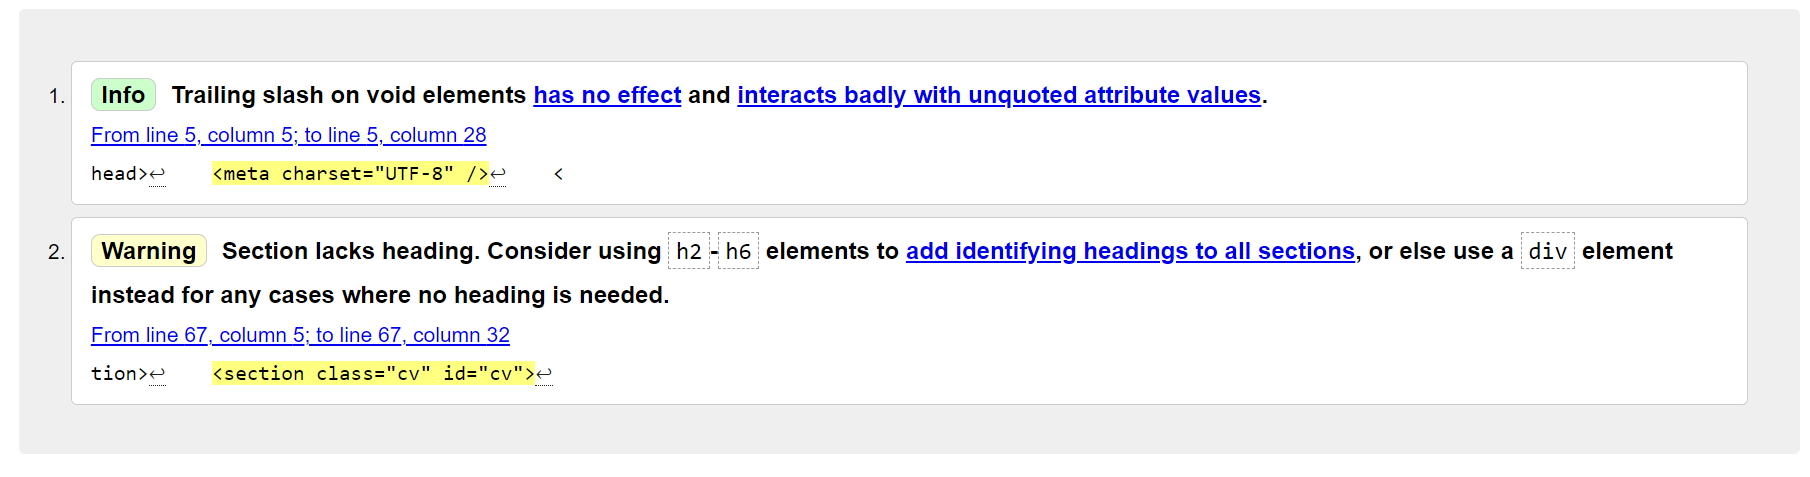 1. Info Trailing slash on void elements has no effect and interacts badly with unquoted attribute values.
From line 5, column 5; to line 5, column 28
head>↩    <meta charset="UTF-8" />↩    <
2. Warning Section lacks heading. Consider using h2-h6 elements to add identifying headings to all sections, or else use a div element
instead for any cases where no heading is needed.
From line 67, column 5; to line 67, column 32
tion>↩    <section class="cv" id="cv">↩